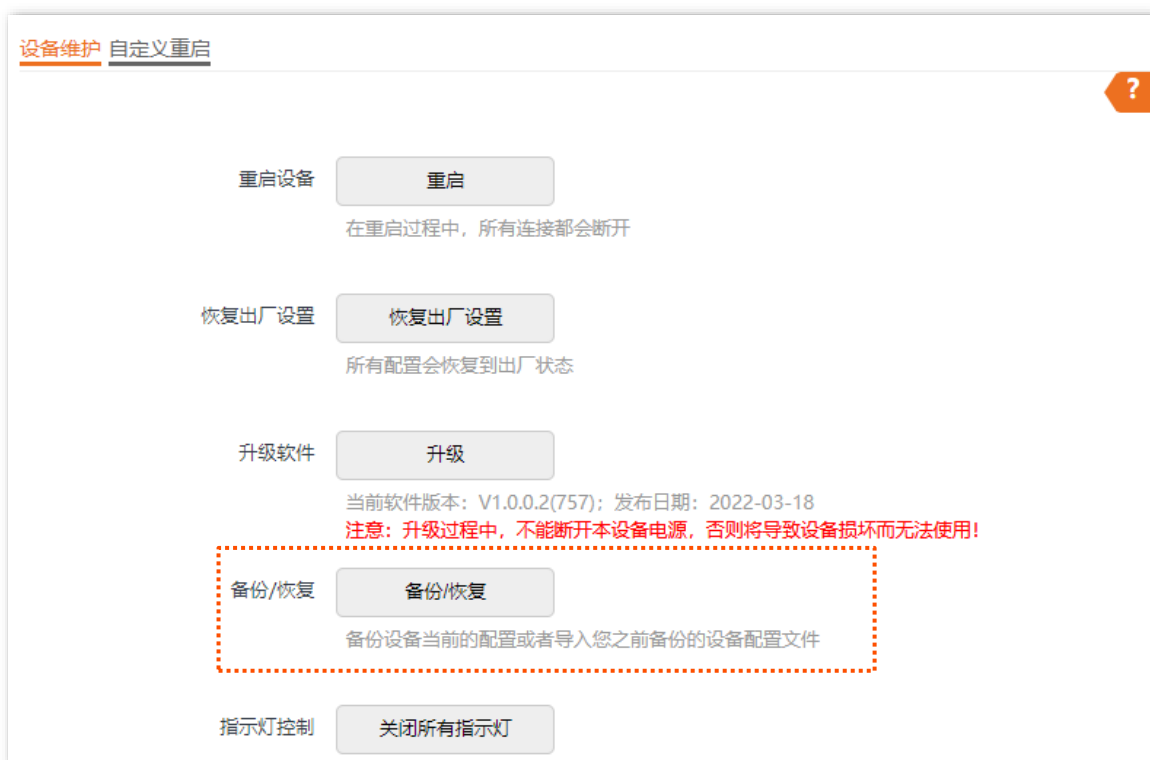 设备维护 自定义重启
?
重启设备 重启
在重启过程中，所有连接都会断开
恢复出厂设置 恢复出厂设置
所有配置会恢复到出厂状态
升级软件 升级
当前软件版本：V1.0.0.2(757)；发布日期：2022-03-18
注意：升级过程中，不能断开本设备电源，否则将导致设备损坏而无法使用！
备份/恢复 备份/恢复
备份设备当前的配置或者导入您之前备份的设备配置文件
指示灯控制 关闭所有指示灯